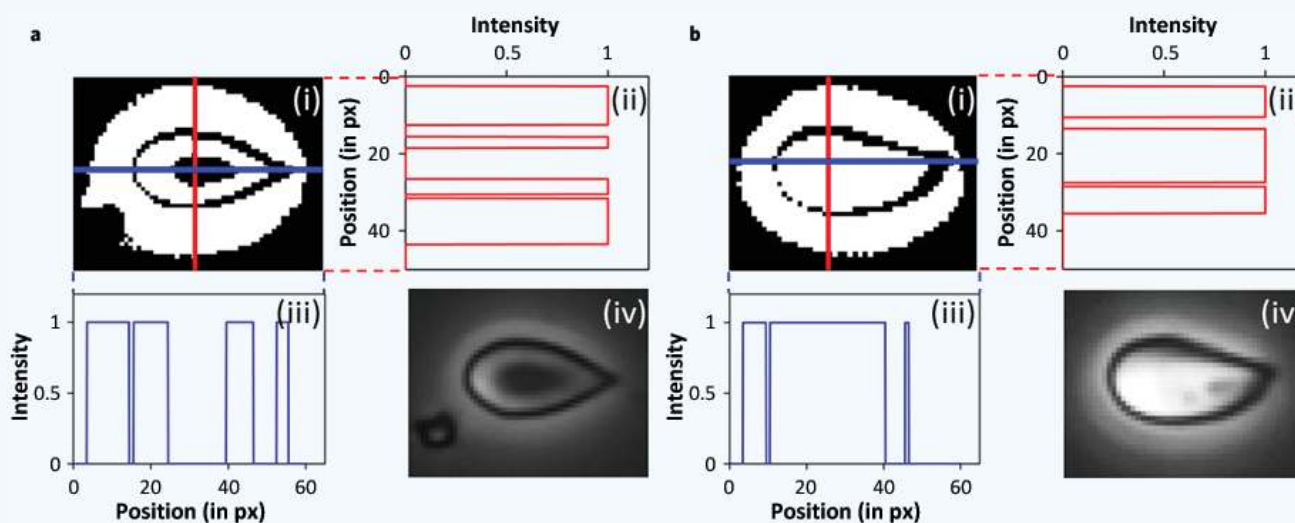 a
Intensity
0 0.5 1
(i)
(ii)
0
20
40
Position (in px)
(iii)
(iv)
1
0.5
0
Intensity
0 20 40 60
Position (in px)
b
Intensity
0 0.5 1
(i)
(ii
0
20
40
Position (in px)
(iii)
(iv
1
0.5
0
Intensity
0 20 40 60
Position (in px)